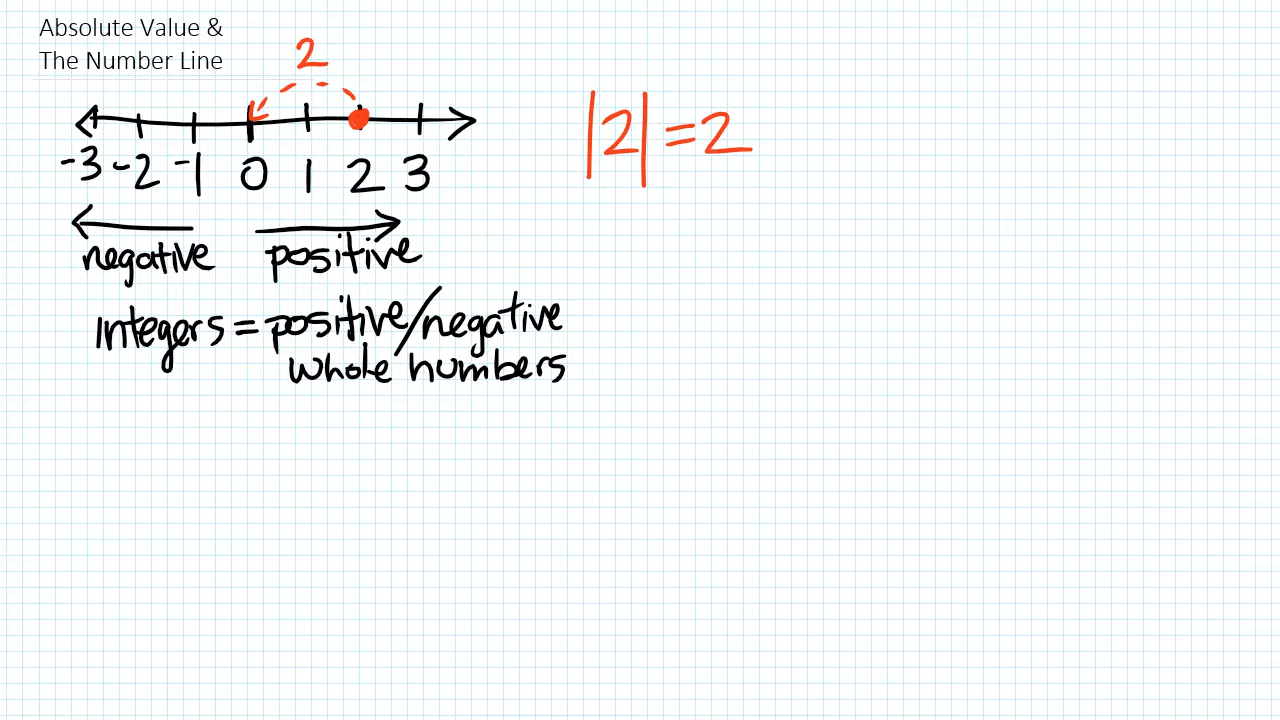 Absolute Value &
The Number Line
2
-3 -2 -1 0 1 2 3
negative positive
Integers = positive/negative
whole numbers
|2| = 2